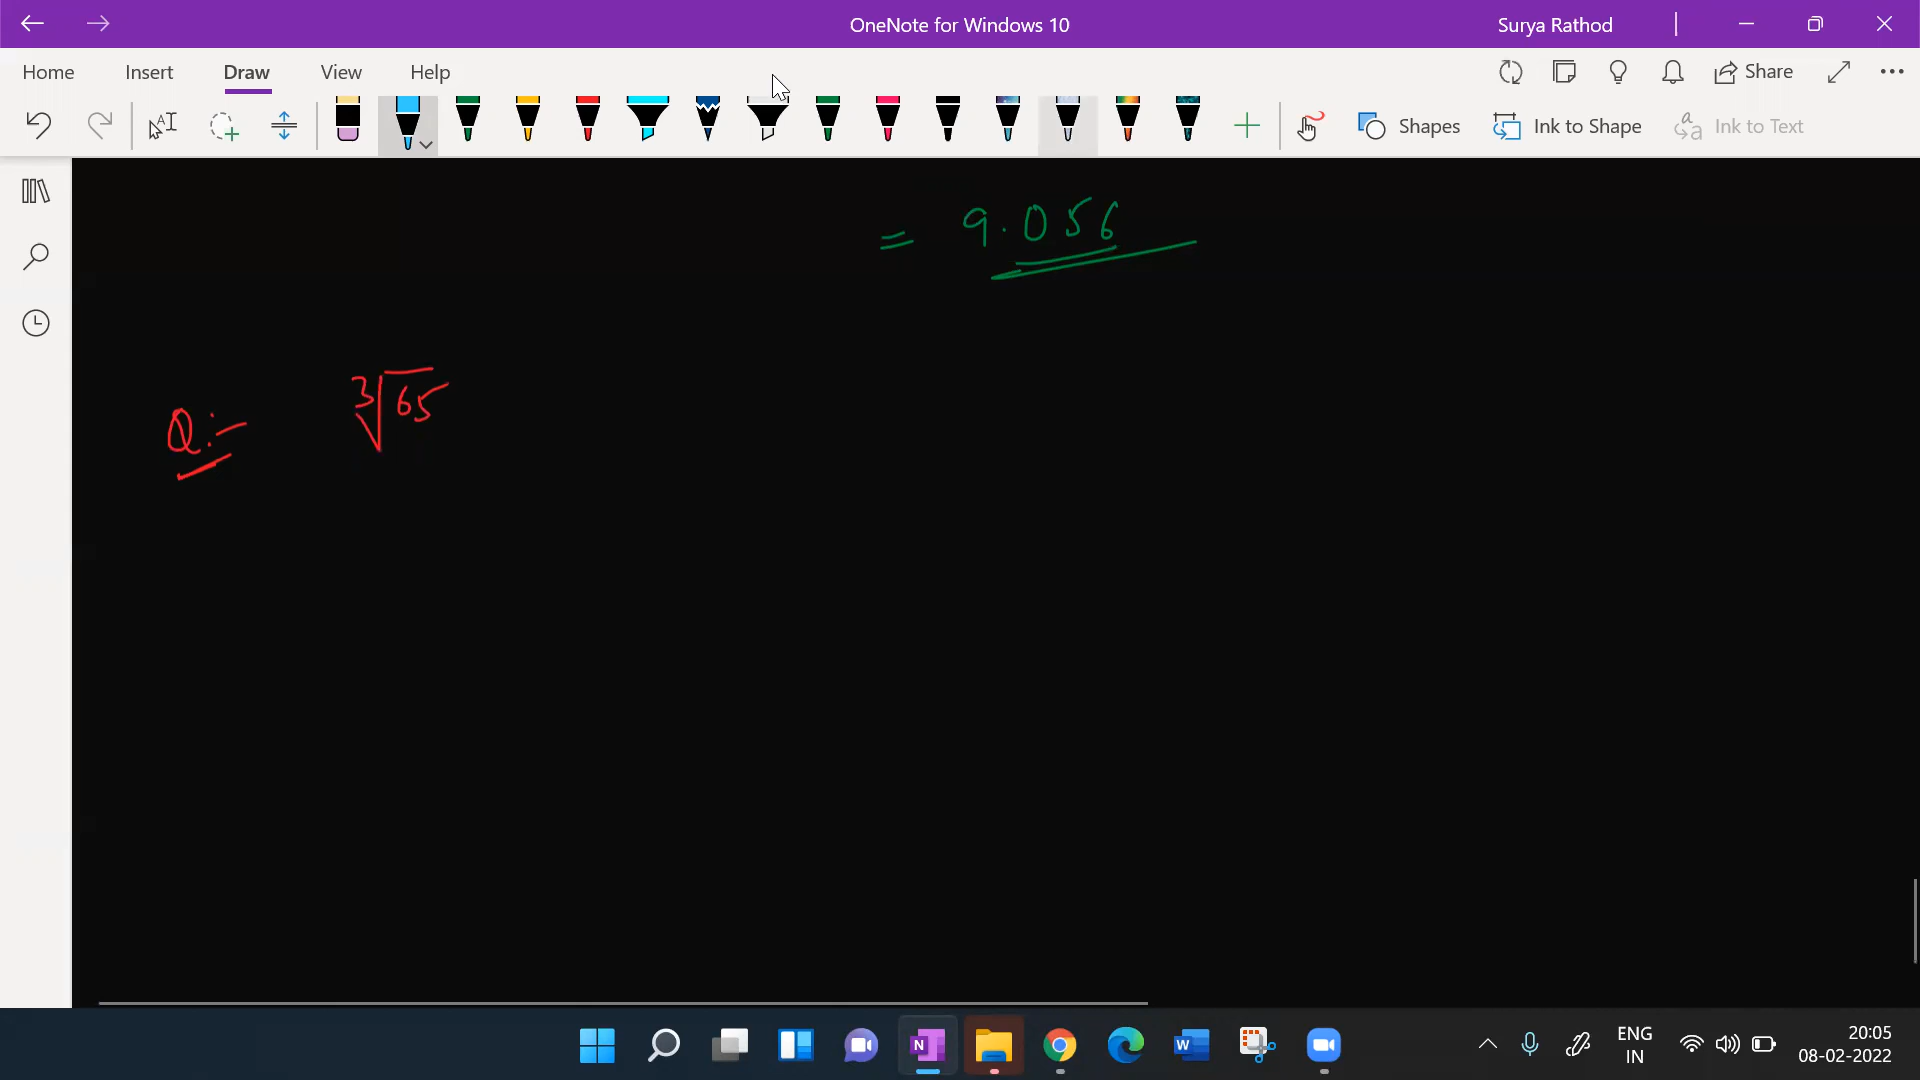 OneNote for Windows 10
Surya Rathod
Home Insert Draw View Help
Share
Shapes Ink to Shape Ink to Text
= 9.056
Q:- ∛65
ENG
IN
20:05
08-02-2022